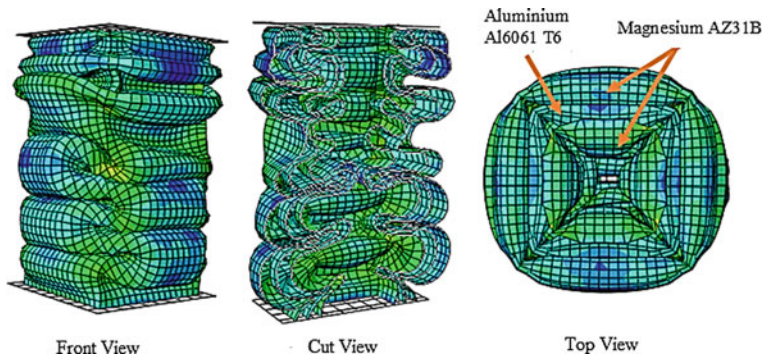 Aluminium
Al6061 T6
Magnesium AZ31B
Front View
Cut View
Top View